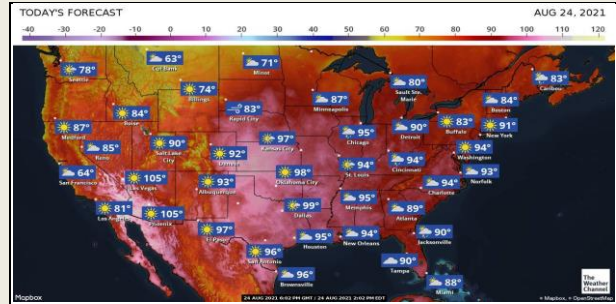 TODAY'S FORECAST
AUG 24, 2021
-40 -30 -20 -10 0 10 20 30 40 50 60 70 80 90 100
63°
Cut Bank
71°
Minot
78°
Seattle
74°
Billings
80°
Sault Ste. Marie
83°
Caribou
84°
Boise
83°
Rapid City
87°
Minneapolis
84°
Boston
87°
Medford
83°
Buffalo
91°
New York
85°
Reno
90°
Salt Lake City
97°
Kansas City
95°
Chicago
90°
Detroit
94°
Washington
92°
Denver
64°
San Francisco
105°
Las Vegas
93°
Albuquerque
98°
Oklahoma City
94°
St. Louis
94°
Cincinnati
93°
Norfolk
94°
Charlotte
81°
Los Angeles
105°
Phoenix
99°
Dallas
95°
Memphis
89°
Atlanta
97°
El Paso
95°
Houston
94°
New Orleans
90°
Jacksonville
96°
San Antonio
90°
Tampa
96°
Brownsville
88°
Miami
The
Weather
Channel
Mapbox
24 AUG 2021 6:02 PM GMT / 24 AUG 2021 2:02 PM EDT
Mapbox, © OpenStreetMap